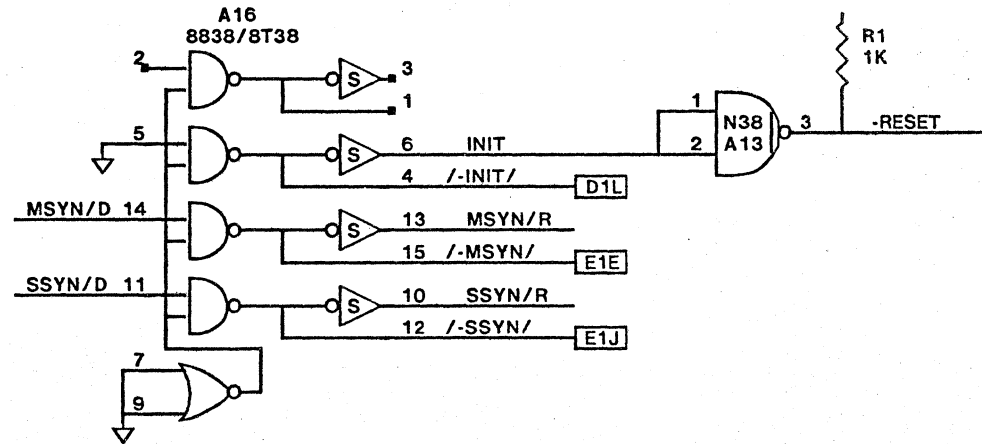 A16
8838/8T38
2
S
3
1
R1
1K
5
S
6 INIT
4 /-INIT/
D1L
1
2
N38
A13
3 -RESET
MSYN/D 14
S
13 MSYN/R
15 /-MSYN/
E1E
SSYN/D 11
S
10 SSYN/R
12 /-SSYN/
E1J
7
9